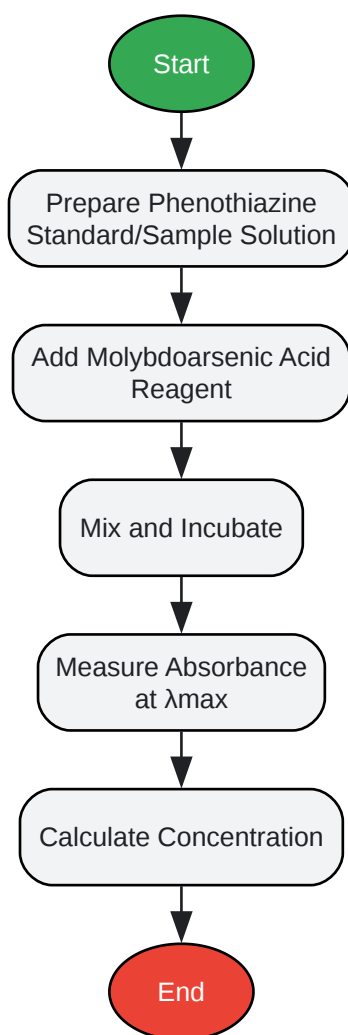 Start
Prepare Phenothiazine
Standard/Sample Solution
Add Molybdoarsenic Acid
Reagent
Mix and Incubate
Measure Absorbance
at λmax
Calculate Concentration
End